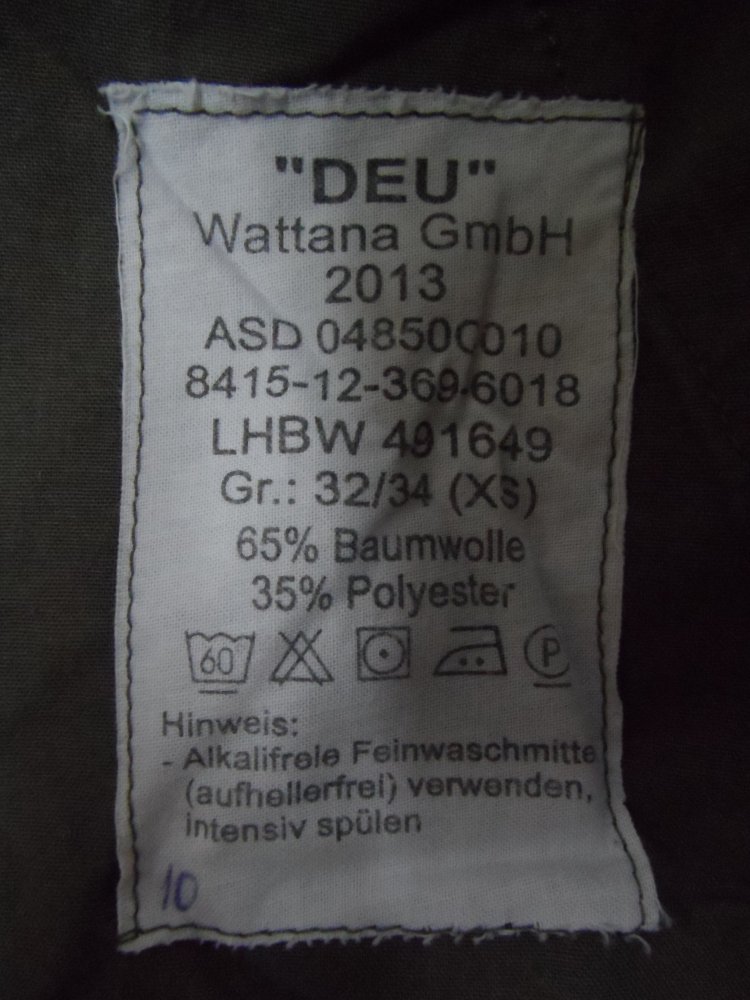 "DEU"
Wattana GmbH
2013
ASD 048500010
8415-12-369-6018
LHBW 491649
Gr.: 32/34 (XS)
65% Baumwolle
35% Polyester
60 P
Hinweis:
- Alkalifreie Feinwaschmitte
(aufhellerfrei) verwenden,
intensiv spülen
10